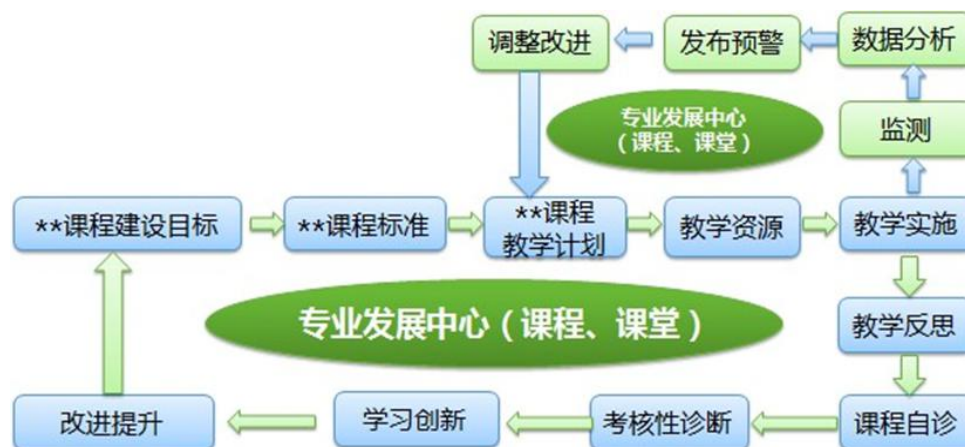 调整改进
发布预警
数据分析
专业发展中心
（课程、课堂）
监测
**课程建设目标
**课程标准
**课程
教学计划
教学资源
教学实施
专业发展中心（课程、课堂）
教学反思
改进提升
学习创新
考核性诊断
课程自诊